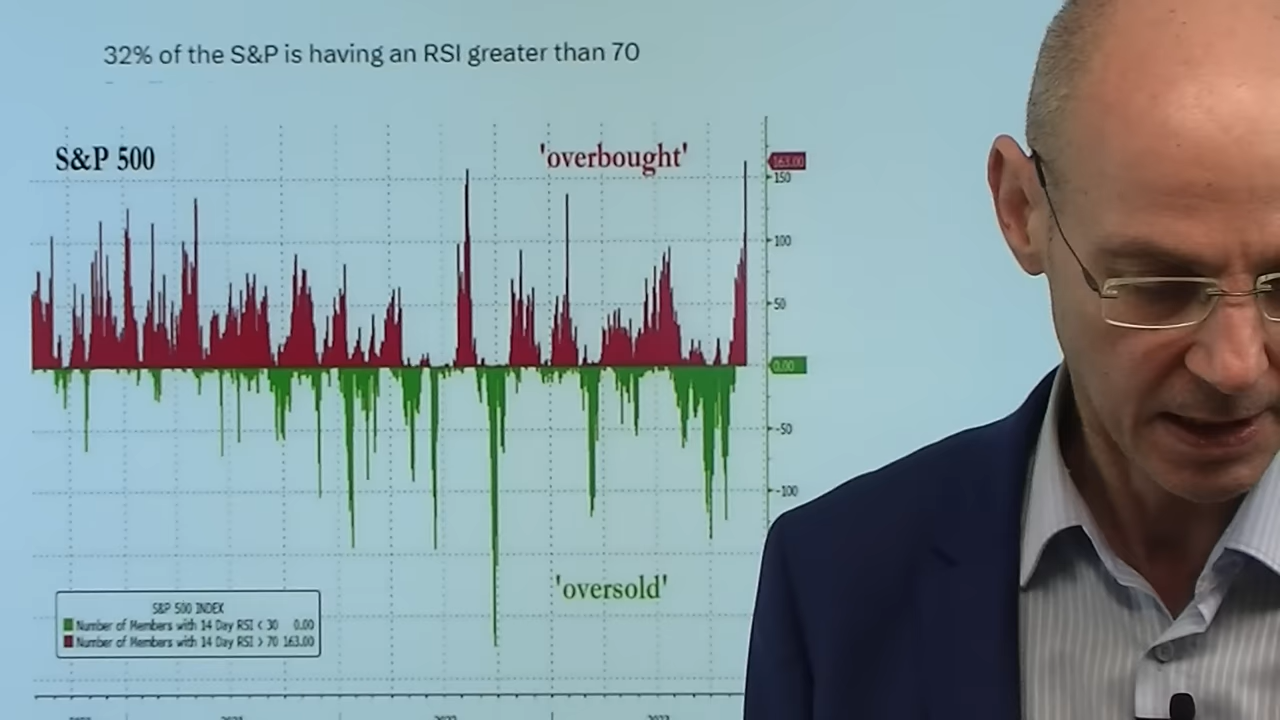 32% of the S&P is having an RSI greater than 70
S&P 500
'overbought'
163.00
150
100
50
0.00
-50
-100
'oversold'
S&P 500 INDEX
Number of Members with 14 Day RSI < 30 0.00
Number of Members with 14 Day RSI > 70 163.00